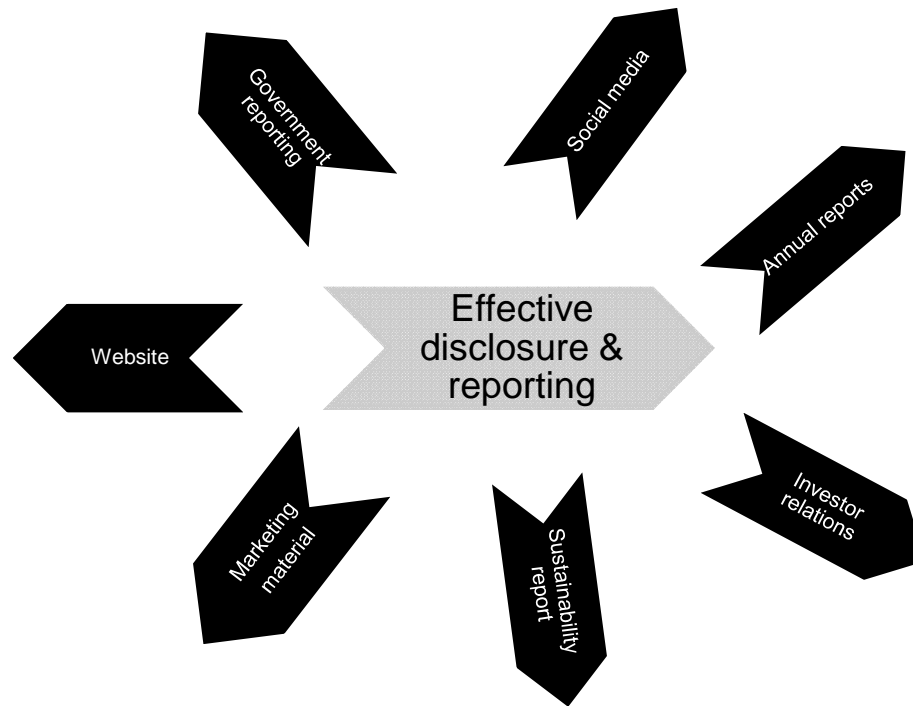 Government
reporting
Social media
Annual reports
Effective
disclosure &
reporting
Website
Investor
relations
Marketing
material
Sustainability
report